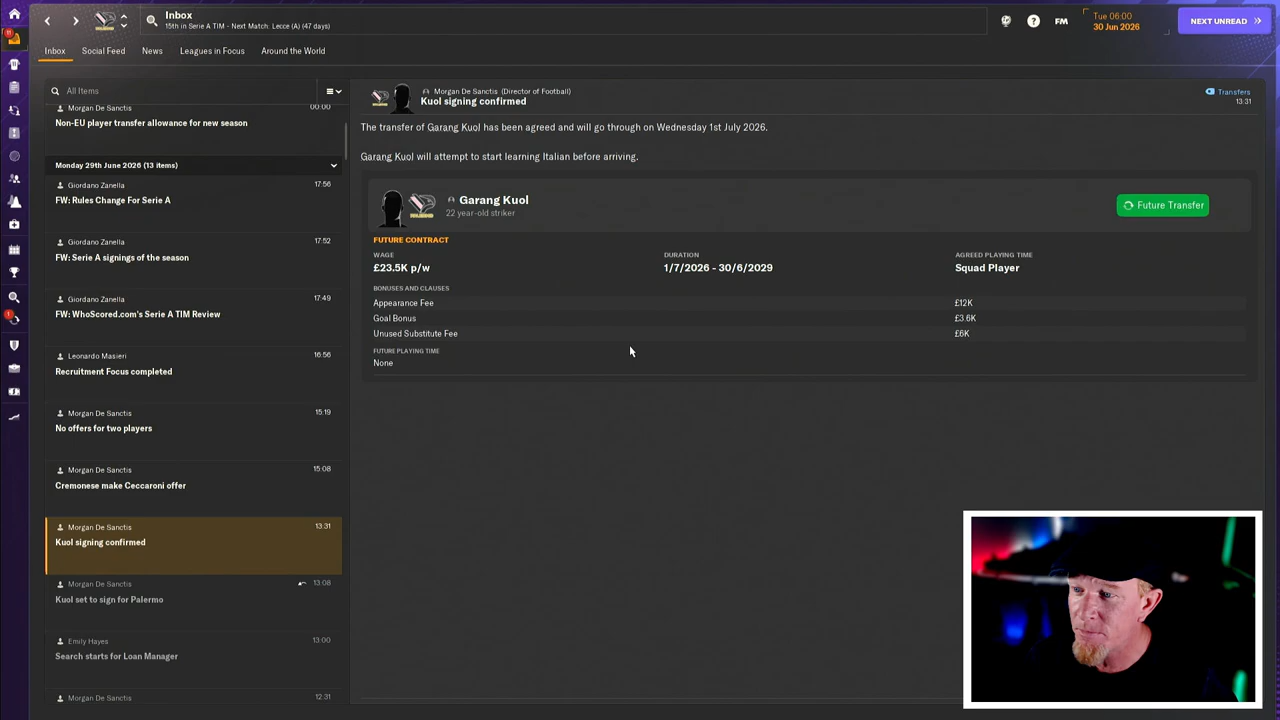 Inbox
15th in Serie A TIM - Next Match: Lecce (A) (47 days)
FM
Tue 06:00
30 Jun 2026
NEXT UNREAD
Inbox
Social Feed
News
Leagues in Focus
Around the World
All Items
Morgan De Sanctis
00:00
Non-EU player transfer allowance for new season
Monday 29th June 2026 (13 items)
Giordano Zanella
17:56
FW: Rules Change For Serie A
Giordano Zanella
17:52
FW: Serie A signings of the season
Giordano Zanella
17:49
FW: WhoScored.com's Serie A TIM Review
Leonardo Masieri
16:56
Recruitment Focus completed
Morgan De Sanctis
15:19
No offers for two players
Morgan De Sanctis
15:08
Cremonese make Ceccaroni offer
Morgan De Sanctis
13:31
Kuol signing confirmed
Morgan De Sanctis
13:08
Kuol set to sign for Palermo
Emily Hayes
13:00
Search starts for Loan Manager
Morgan De Sanctis
12:31
Morgan De Sanctis (Director of Football)
Kuol signing confirmed
Transfers
13:31
The transfer of Garang Kuol has been agreed and will go through on Wednesday 1st July 2026.
Garang Kuol will attempt to start learning Italian before arriving.
Garang Kuol
22 year-old striker
Future Transfer
FUTURE CONTRACT
WAGE
£23.5K p/w
DURATION
1/7/2026 - 30/6/2029
AGREED PLAYING TIME
Squad Player
BONUSES AND CLAUSES
Appearance Fee
£12K
Goal Bonus
£3.6K
Unused Substitute Fee
£6K
FUTURE PLAYING TIME
None